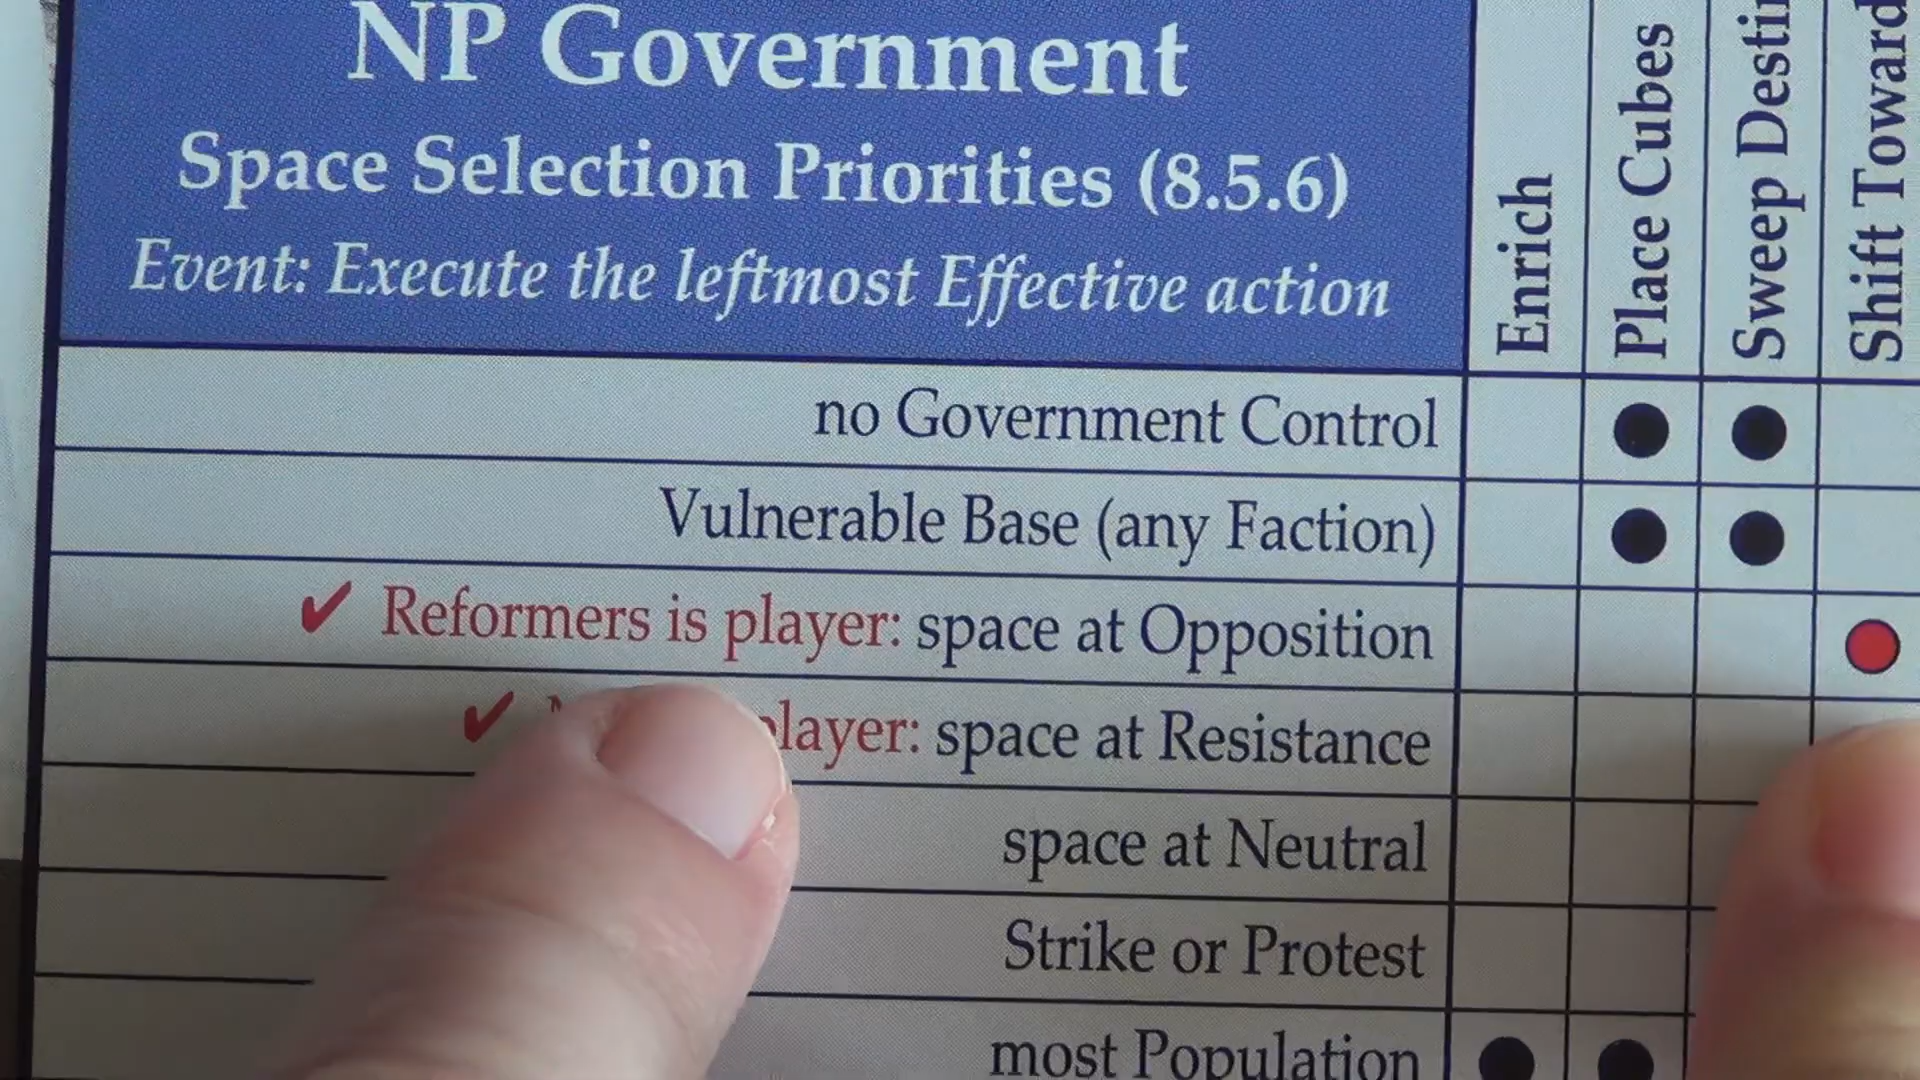 NP Government
Space Selection Priorities (8.5.6)
Event: Execute the leftmost Effective action
Enrich
Place Cubes
Sweep
Shift
no Government Control
Vulnerable Base (any Faction)
✔ Reformers is player: space at Opposition
✔ player: space at Resistance
space at Neutral
Strike or Protest
most Population